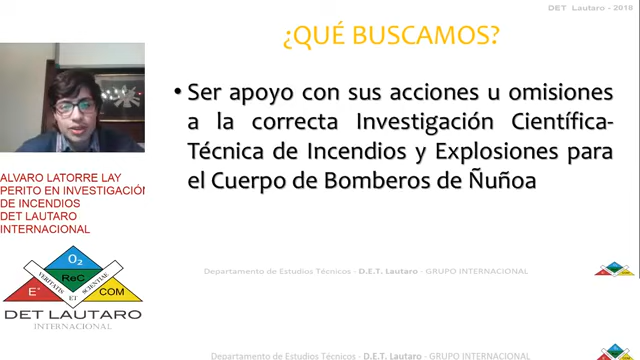 DET Lautaro - 2018
¿QUÉ BUSCAMOS?
• Ser apoyo con sus acciones u omisiones
a la correcta Investigación Científica-
Técnica de Incendios y Explosiones para
el Cuerpo de Bomberos de Ñuñoa
ALVARO LATORRE LAY
PERITO EN INVESTIGACIÓN
DE INCENDIOS
DET LAUTARO
INTERNACIONAL
O₂
ReC
VERITATIS ET SCIENTIAE
E°
COM
DET LAUTARO
INTERNACIONAL
Departamento de Estudios Técnicos - D.E.T. Lautaro - GRUPO INTERNACIONAL
Departamento de Estudios Técnicos - D.E.T. Lautaro - GRUPO INTERNACIONAL